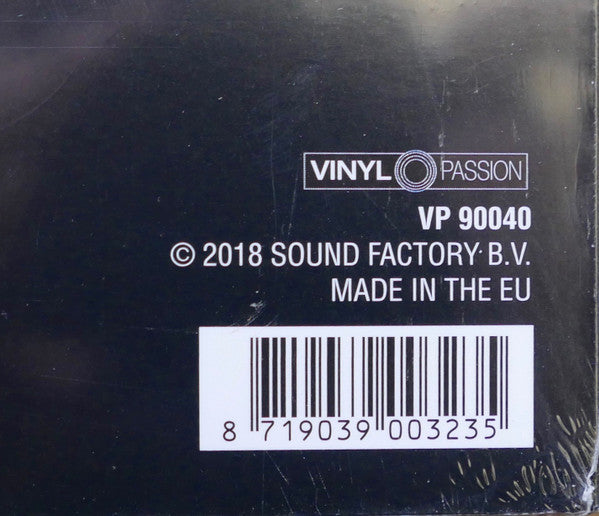 VINYL PASSION
VP 90040
© 2018 SOUND FACTORY B.V.
MADE IN THE EU
8 719039 003235